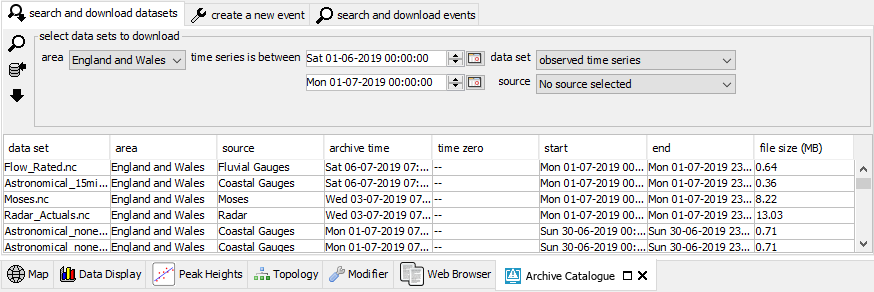 search and download datasets create a new event search and download events
select data sets to download
area England and Wales time series is between Sat 01-06-2019 00:00:00 data set observed time series
Mon 01-07-2019 00:00:00 source No source selected
data set area source archive time time zero start end file size (MB)
Flow_Rated.nc England and Wales Fluvial Gauges Sat 06-07-2019 07:... -- Mon 01-07-2019 00... Mon 01-07-2019 23... 0.64
Astronomical_15mi... England and Wales Coastal Gauges Sat 06-07-2019 07:... -- Mon 01-07-2019 00... Mon 01-07-2019 23... 0.36
Moses.nc England and Wales Moses Wed 03-07-2019 07... -- Mon 01-07-2019 00... Mon 01-07-2019 23... 8.22
Radar_Actuals.nc England and Wales Radar Wed 03-07-2019 07... -- Mon 01-07-2019 00... Mon 01-07-2019 23... 13.03
Astronomical_none... England and Wales Coastal Gauges Mon 01-07-2019 07... -- Sun 30-06-2019 00:... Sun 30-06-2019 23... 0.71
Astronomical_none... England and Wales Coastal Gauges Mon 01-07-2019 07... -- Sun 30-06-2019 00:... Sun 30-06-2019 23... 0.71
Map Data Display Peak Heights Topology Modifier Web Browser Archive Catalogue